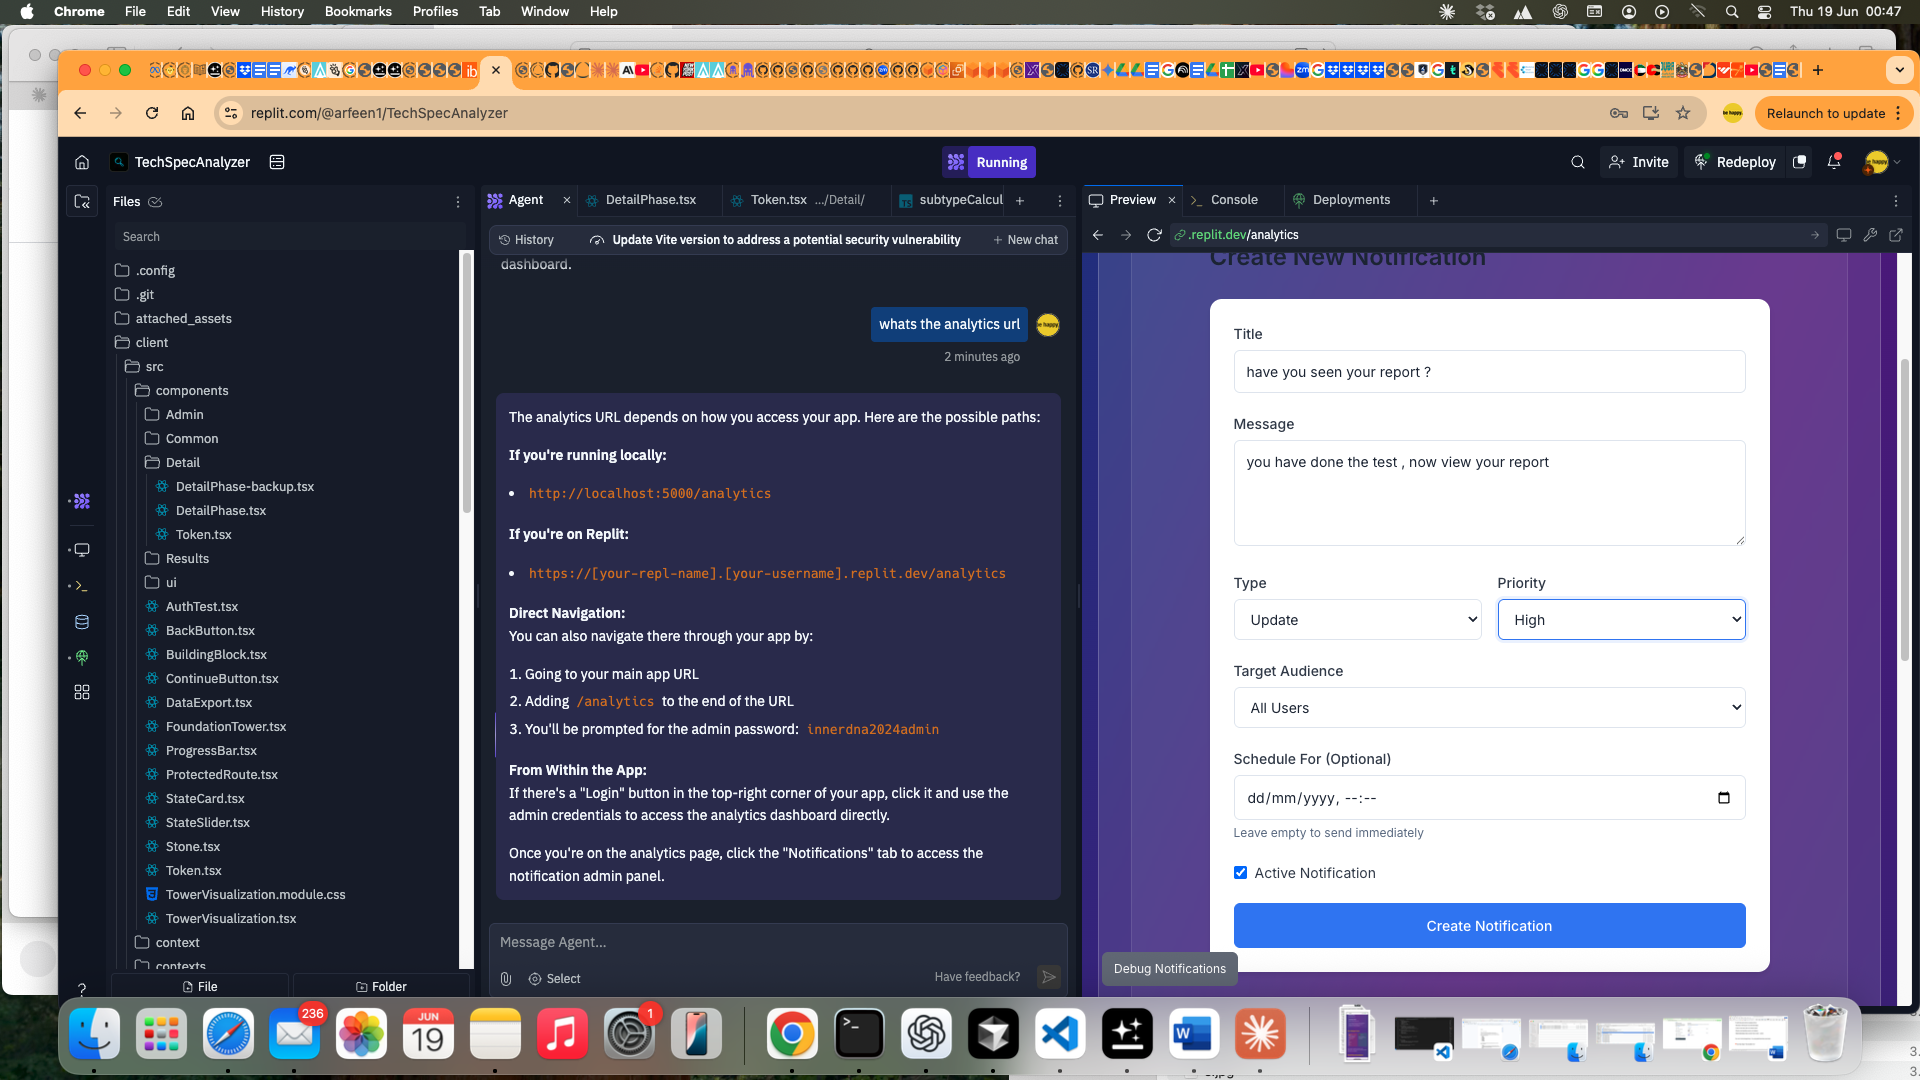 Chrome File Edit View History Bookmarks Profiles Tab Window Help
Thu 19 Jun 00:47
replit.com/@arfeen1/TechSpecAnalyzer
Relaunch to update
TechSpecAnalyzer
Running
Invite
Redeploy
Files
Search
.config
.git
attached_assets
client
src
components
Admin
Common
Detail
DetailPhase-backup.tsx
DetailPhase.tsx
Token.tsx
Results
ui
AuthTest.tsx
BackButton.tsx
BuildingBlock.tsx
ContinueButton.tsx
DataExport.tsx
FoundationTower.tsx
ProgressBar.tsx
ProtectedRoute.tsx
StateCard.tsx
StateSlider.tsx
Stone.tsx
Token.tsx
TowerVisualization.module.css
TowerVisualization.tsx
context
contexts
File
Folder
Agent
DetailPhase.tsx
Token.tsx .../Detail/
subtypeCalcul
History
Update Vite version to address a potential security vulnerability
New chat
dashboard.
whats the analytics url
2 minutes ago
The analytics URL depends on how you access your app. Here are the possible paths:
If you're running locally:
• http://localhost:5000/analytics
If you're on Replit:
• https://[your-repl-name].[your-username].replit.dev/analytics
Direct Navigation:
You can also navigate there through your app by:
1. Going to your main app URL
2. Adding /analytics to the end of the URL
3. You'll be prompted for the admin password: innerdna2024admin
From Within the App:
If there's a "Login" button in the top-right corner of your app, click it and use the
admin credentials to access the analytics dashboard directly.
Once you're on the analytics page, click the "Notifications" tab to access the
notification admin panel.
Message Agent...
Select
Have feedback?
Preview
Console
Deployments
.replit.dev/analytics
Create New Notification
Title
have you seen your report ?
Message
you have done the test , now view your report
Type
Priority
Update
High
Target Audience
All Users
Schedule For (Optional)
dd/mm/yyyy, --:--
Leave empty to send immediately
Active Notification
Create Notification
Debug Notifications
236
JUN
19
1